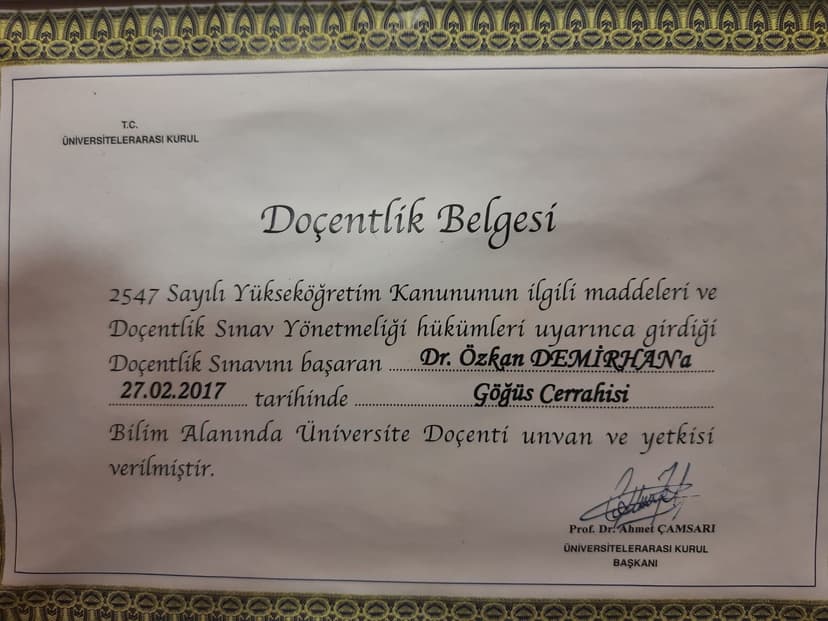 T.C.
ÜNİVERSİTELERARASI KURUL
Doçentlik Belgesi
2547 Sayılı Yükseköğretim Kanununun ilgili maddeleri ve
Doçentlik Sınav Yönetmeliği hükümleri uyarınca girdiği
Doçentlik Sınavını başaran Dr. Özkan DEMİRHAN'a
27.02.2017 tarihinde Göğüs Cerrahisi
Bilim Alanında Üniversite Doçenti unvan ve yetkisi
verilmiştir.
Prof. Dr. Ahmet ÇAMSARI
ÜNİVERSİTELERARASI KURUL
BAŞKANI